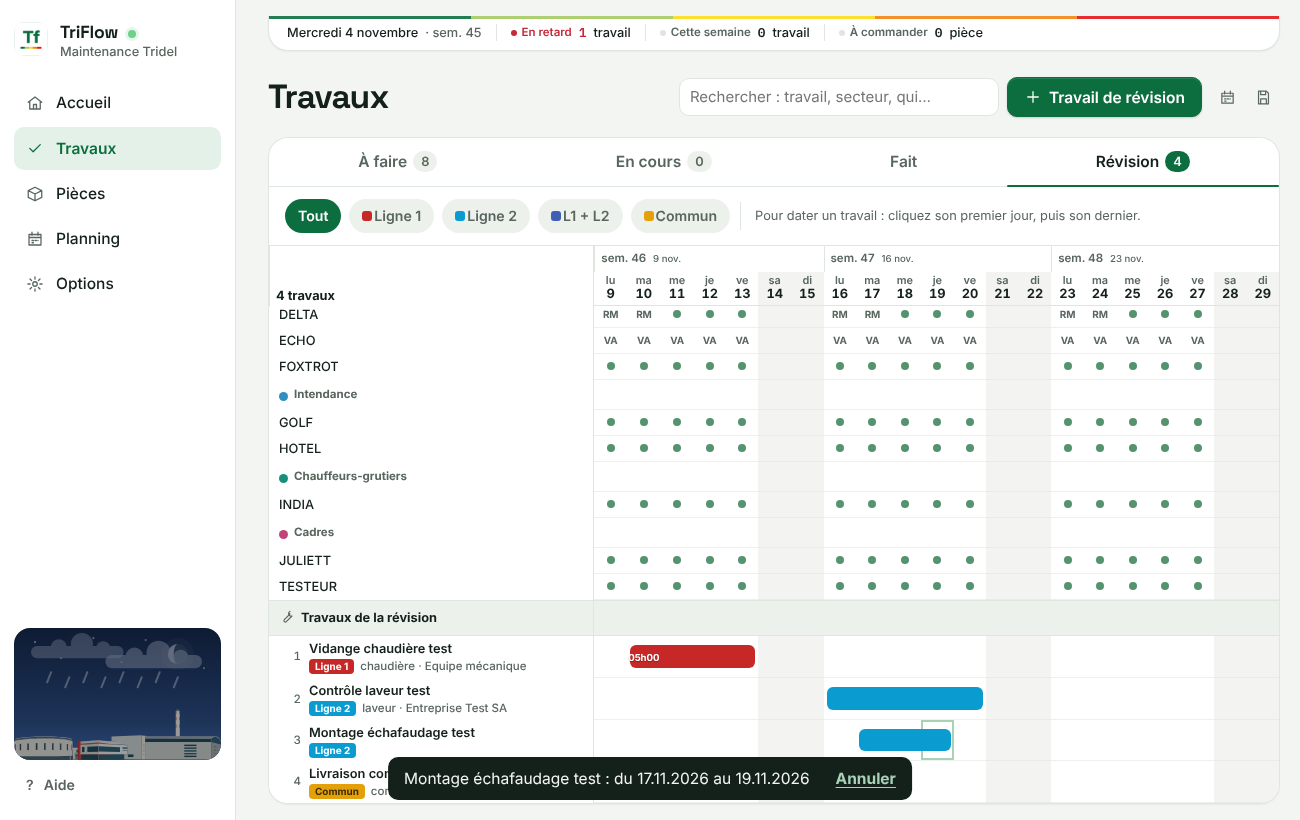 Tf TriFlow
Maintenance Tridel
Accueil
Travaux
Pièces
Planning
Options
? Aide
Mercredi 4 novembre · sem. 45 En retard 1 travail Cette semaine 0 travail À commander 0 pièce
Travaux
Rechercher : travail, secteur, qui...
+ Travail de révision
À faire 8 En cours 0 Fait Révision 4
Tout Ligne 1 Ligne 2 L1 + L2 Commun Pour dater un travail : cliquez son premier jour, puis son dernier.
sem. 46 9 nov. sem. 47 16 nov. sem. 48 23 nov.
lu ma me je ve sa di lu ma me je ve sa di lu ma me je ve sa di
4 travaux 9 10 11 12 13 14 15 16 17 18 19 20 21 22 23 24 25 26 27 28 29
DELTA RM RM RM RM RM RM
ECHO VA VA VA VA VA VA VA VA VA VA VA VA VA VA VA
FOXTROT
Intendance
GOLF
HOTEL
Chauffeurs-grutiers
INDIA
Cadres
JULIETT
TESTEUR
Travaux de la révision
1 Vidange chaudière test
Ligne 1 chaudière · Equipe mécanique
05h00
2 Contrôle laveur test
Ligne 2 laveur · Entreprise Test SA
3 Montage échafaudage test
Ligne 2
4 Livraison
Commun
Montage échafaudage test : du 17.11.2026 au 19.11.2026 Annuler